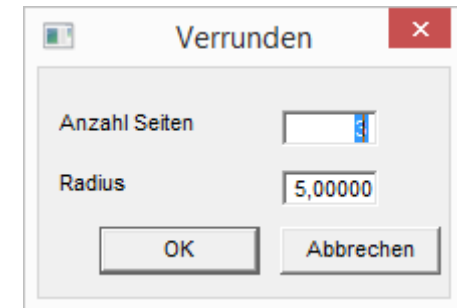 Verrunden
Anzahl Seiten 3
Radius 5,00000
OK Abbrechen